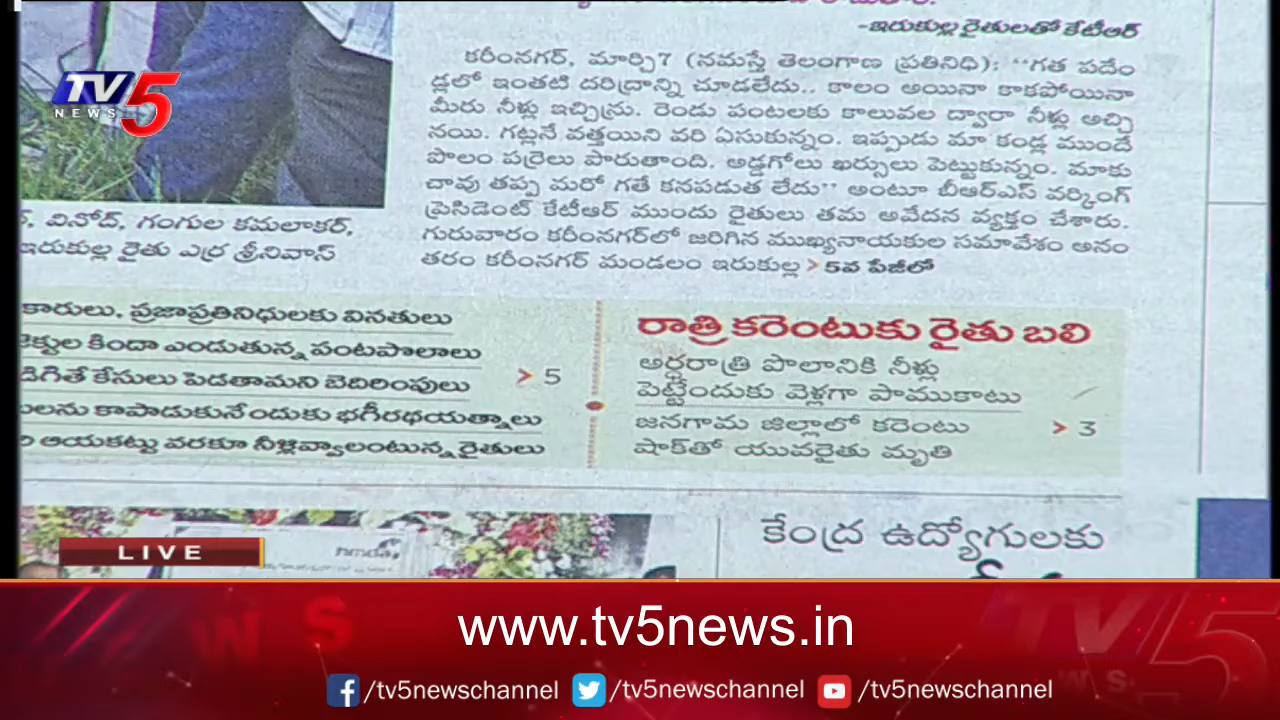 -ఇరుకుల్ల రైతులతో కేటీఆర్
కరీంనగర్, మార్చి7 (నమస్తే తెలంగాణ ప్రతినిధి): ‘‘గత పదేం
డ్లలో ఇంతటి దరిద్రాన్ని చూడలేదు.. కాలం అయినా కాకపోయినా
మీరు నీళ్లు ఇచ్చిన్రు. రెండు పంటలకు కాలువల ద్వారా నీళ్లు అచ్చి
నయి. గట్లనే వత్తయిని వరి ఏసుకున్నం. ఇప్పుడు మా కండ్ల ముందే
పొలం పర్రెలు పారుతాంది. అడ్డగోలు ఖర్సులు పెట్టుకున్నం. మాకు
చావు తప్ప మరో గతే కనపడుత లేదు’’ అంటూ బీఆర్ఎస్ వర్కింగ్
ప్రెసిడెంట్ కేటీఆర్ ముందు రైతులు తమ ఆవేదన వ్యక్తం చేశారు.
గురువారం కరీంనగర్‌లో జరిగిన ముఖ్యనాయకుల సమావేశం అనం
తరం కరీంనగర్ మండలం ఇరుకుల్ల > 5వ పేజీలో
వినోద్, గంగుల కమలాకర్,
ఇరుకుల్ల రైతు ఎర్ర శ్రీనివాస్
కారులు, ప్రజాప్రతినిధులకు వినతులు
కిందా ఎండుతున్న పంటపొలాలు
కేసులు పెడతామని బెదిరింపులు
కాపాడుకునేందుకు భగీరథయత్నాలు
ఆయకట్టు వరకూ నీళ్లివ్వాలంటున్న రైతులు
> 5
రాత్రి కరెంటుకు రైతు బలి
అర్ధరాత్రి పొలానికి నీళ్లు
పెట్టేందుకు వెళ్లగా పాముకాటు
జనగామ జిల్లాలో కరెంటు
షాక్‌తో యువరైతు మృతి
> 3
కేంద్ర ఉద్యోగులకు
TV5
NEWS
LIVE
www.tv5news.in
/tv5newschannel /tv5newschannel /tv5newschannel